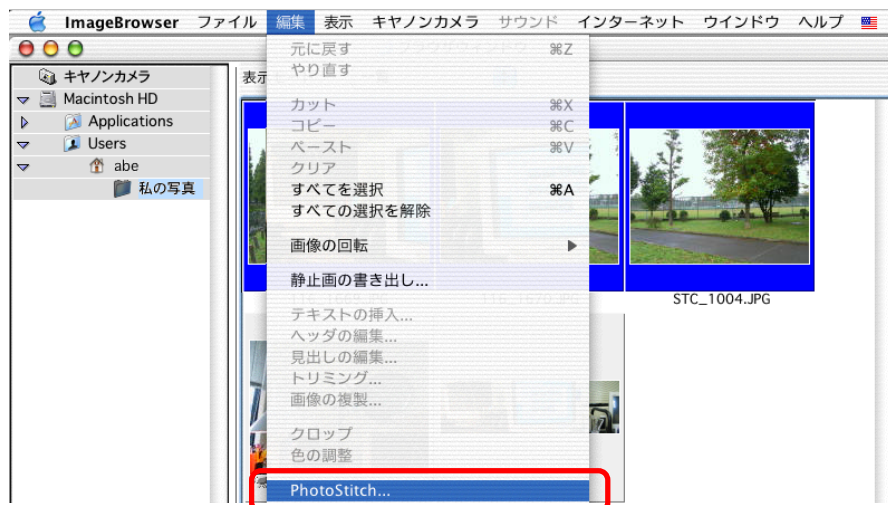 ImageBrowser ファイル 編集 表示 キヤノンカメラ サウンド インターネット ウインドウ ヘルプ
キヤノンカメラ
Macintosh HD
Applications
Users
abe
私の写真
表示
元に戻す ⌘Z
やり直す
カット ⌘X
コピー ⌘C
ペースト ⌘V
クリア
すべてを選択 ⌘A
すべての選択を解除
画像の回転
静止画の書き出し...
テキストの挿入...
ヘッダの編集...
見出しの編集...
トリミング...
画像の複製...
クロップ
色の調整
PhotoStitch...
116_1669.JPG
116_1670.JPG
STC_1004.JPG